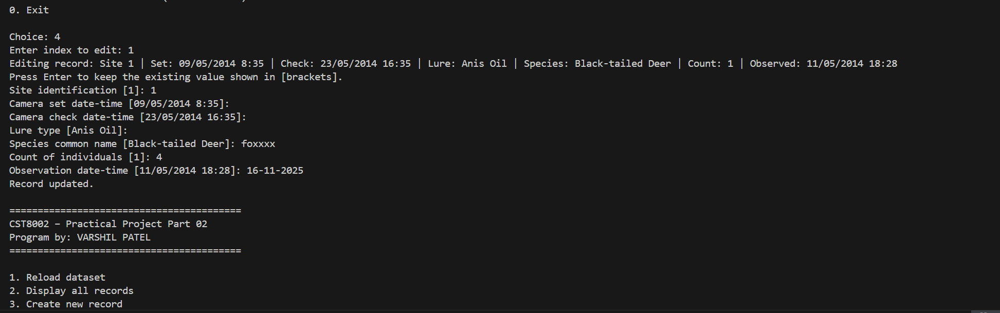 0. Exit
Choice: 4
Enter index to edit: 1
Editing record: Site 1 | Set: 09/05/2014 8:35 | Check: 23/05/2014 16:35 | Lure: Anis Oil | Species: Black-tailed Deer | Count: 1 | Observed: 11/05/2014 18:28
Press Enter to keep the existing value shown in [brackets].
Site identification [1]: 1
Camera set date-time [09/05/2014 8:35]:
Camera check date-time [23/05/2014 16:35]:
Lure type [Anis Oil]:
Species common name [Black-tailed Deer]: foxxxx
Count of individuals [1]: 4
Observation date-time [11/05/2014 18:28]: 16-11-2025
Record updated.
=========================================
CST8002 – Practical Project Part 02
Program by: VARSHIL PATEL
=========================================
1. Reload dataset
2. Display all records
3. Create new record